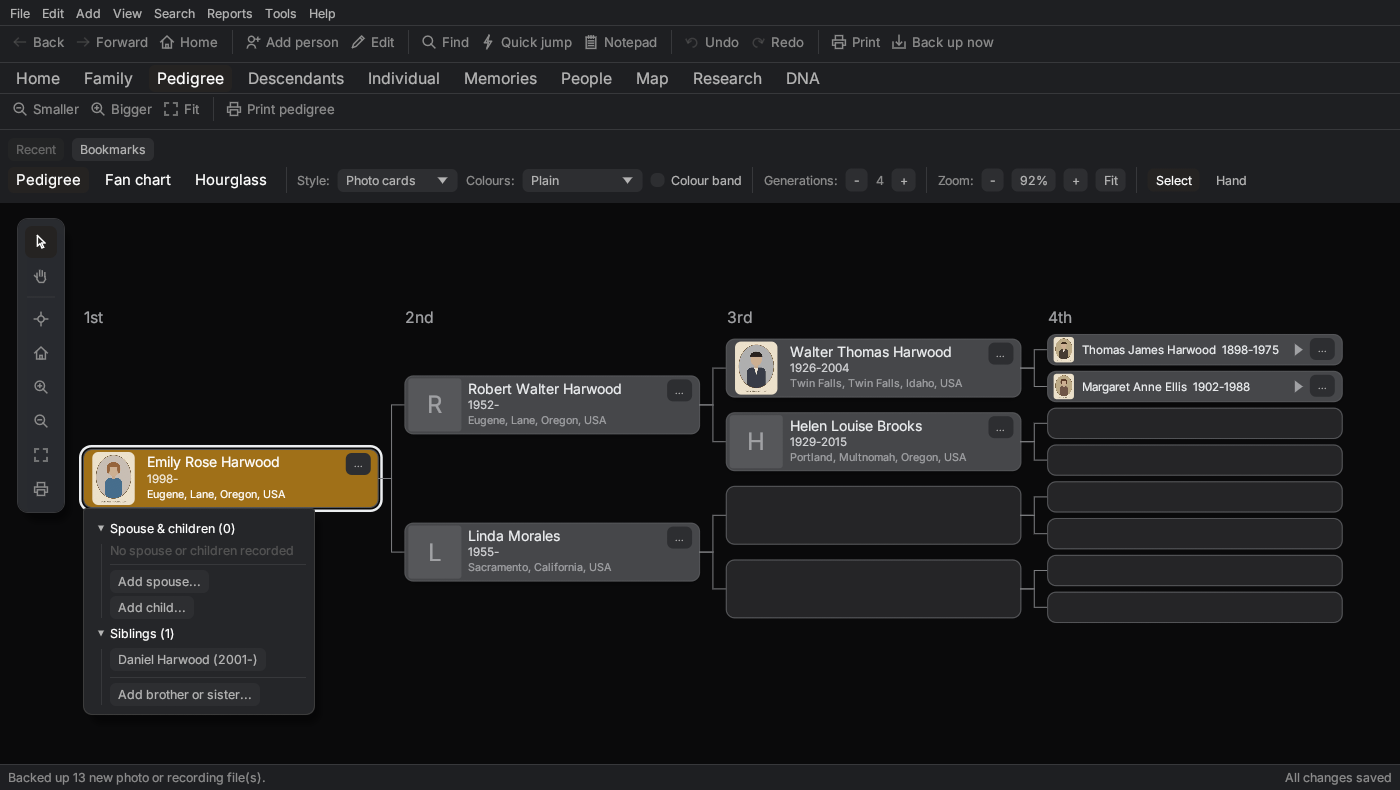 File Edit Add View Search Reports Tools Help
Back Forward Home Add person Edit Find Quick jump Notepad Undo Redo Print Back up now
Home Family Pedigree Descendants Individual Memories People Map Research DNA
Smaller Bigger Fit Print pedigree
Recent Bookmarks
Pedigree Fan chart Hourglass Style: Photo cards Colours: Plain Colour band Generations: - 4 + Zoom: - 92% + Fit Select Hand
1st 2nd 3rd 4th
Emily Rose Harwood ...
1998-
Eugene, Lane, Oregon, USA
Spouse & children (0)
No spouse or children recorded
Add spouse...
Add child...
Siblings (1)
Daniel Harwood (2001-)
Add brother or sister...
R
Robert Walter Harwood ...
1952-
Eugene, Lane, Oregon, USA
L
Linda Morales ...
1955-
Sacramento, California, USA
Walter Thomas Harwood ...
1926-2004
Twin Falls, Twin Falls, Idaho, USA
H
Helen Louise Brooks ...
1929-2015
Portland, Multnomah, Oregon, USA
Thomas James Harwood 1898-1975 ...
Margaret Anne Ellis 1902-1988 ...
Backed up 13 new photo or recording file(s). All changes saved